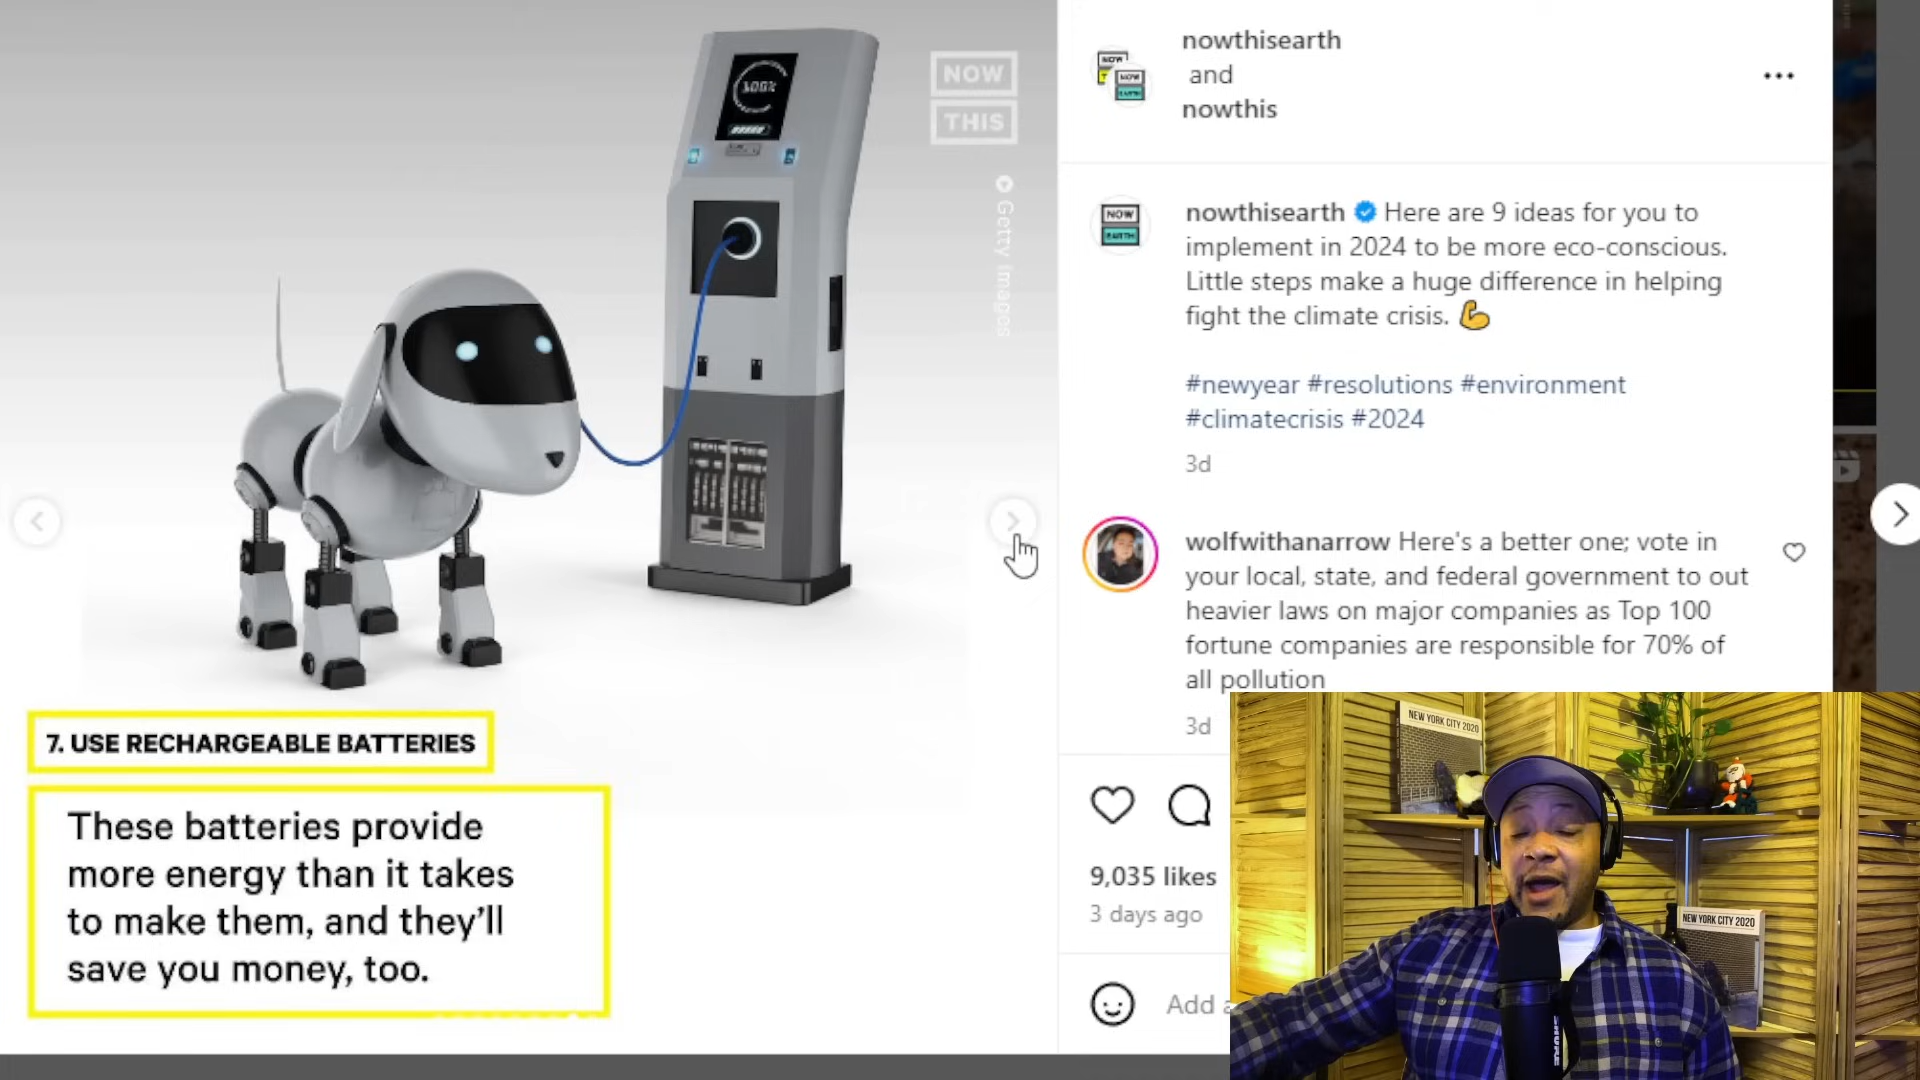 100%
NOW
THIS
Getty Images
7. USE RECHARGEABLE BATTERIES
These batteries provide
more energy than it takes
to make them, and they'll
save you money, too.
nowthisearth
and
nowthis
NOW
EARTH
nowthisearth Here are 9 ideas for you to
implement in 2024 to be more eco-conscious.
Little steps make a huge difference in helping
fight the climate crisis. 💪
#newyear #resolutions #environment
#climatecrisis #2024
3d
wolfwithanarrow Here's a better one; vote in
your local, state, and federal government to out
heavier laws on major companies as Top 100
fortune companies are responsible for 70% of
all pollution
3d
9,035 likes
3 days ago
Add a
NEW YORK CITY 2020
NEW YORK CITY 2020